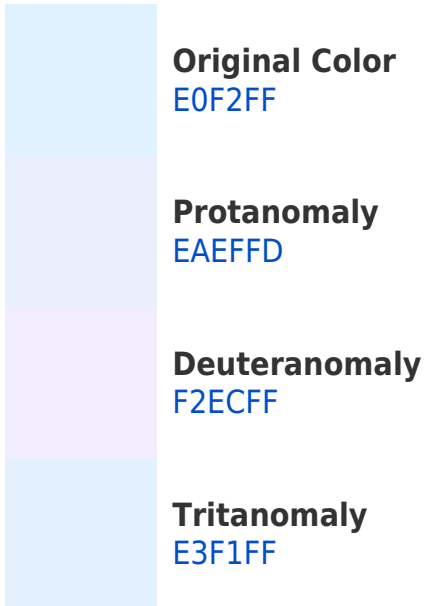 Original Color
E0F2FF
Protanomaly
EAEFFD
Deuteranomaly
F2ECFF
Tritanomaly
E3F1FF